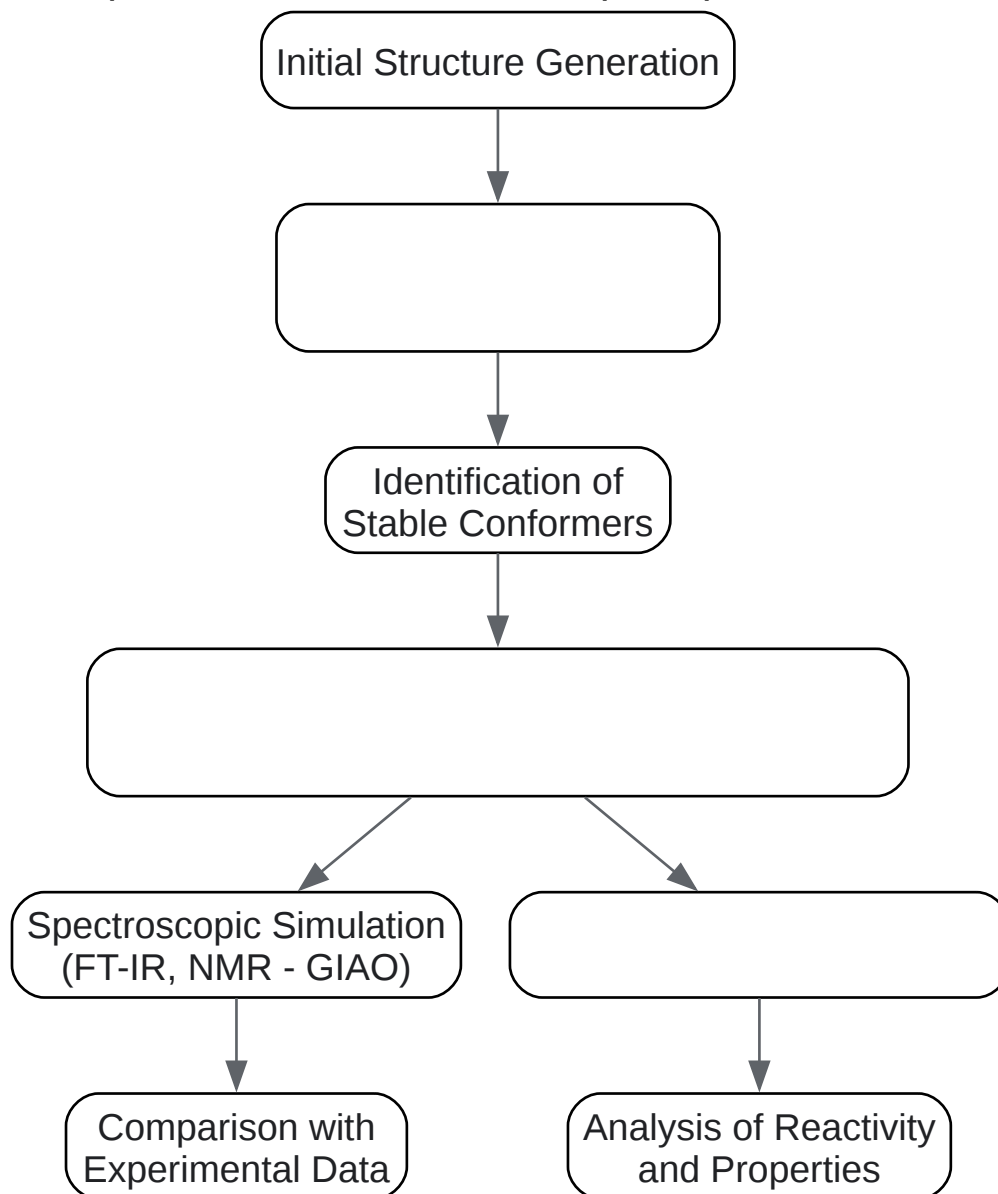 Initial Structure Generation
Identification of
Stable Conformers
Spectroscopic Simulation
(FT-IR, NMR - GIAO)
Comparison with
Experimental Data
Analysis of Reactivity
and Properties